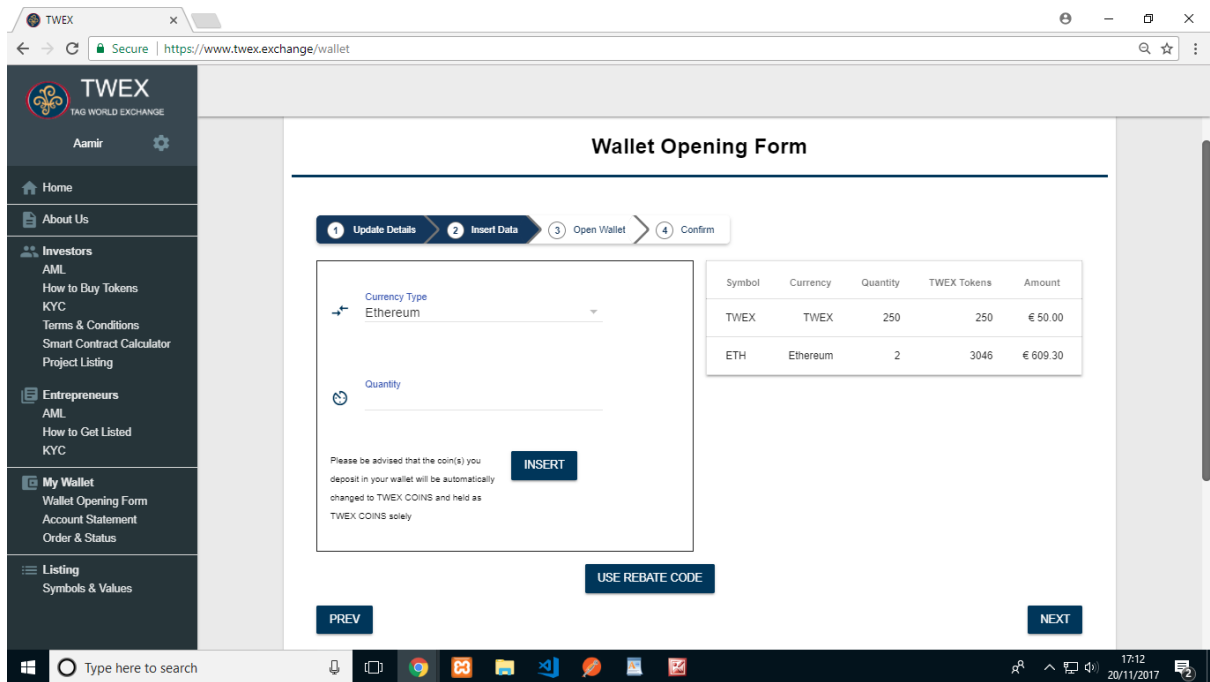 TWEX
Secure https://www.twex.exchange/wallet
TWEX
TAG WORLD EXCHANGE
Aamir
Home
About Us
Investors
AML
How to Buy Tokens
KYC
Terms & Conditions
Smart Contract Calculator
Project Listing
Entrepreneurs
AML
How to Get Listed
KYC
My Wallet
Wallet Opening Form
Account Statement
Order & Status
Listing
Symbols & Values
Wallet Opening Form
1 Update Details 2 Insert Data 3 Open Wallet 4 Confirm
Currency Type
Ethereum
Quantity
Please be advised that the coin(s) you
deposit in your wallet will be automatically
changed to TWEX COINS and held as
TWEX COINS solely
INSERT
Symbol Currency Quantity TWEX Tokens Amount
TWEX TWEX 250 250 € 50.00
ETH Ethereum 2 3046 € 609.30
USE REBATE CODE
PREV
NEXT
Type here to search
17:12
20/11/2017
2